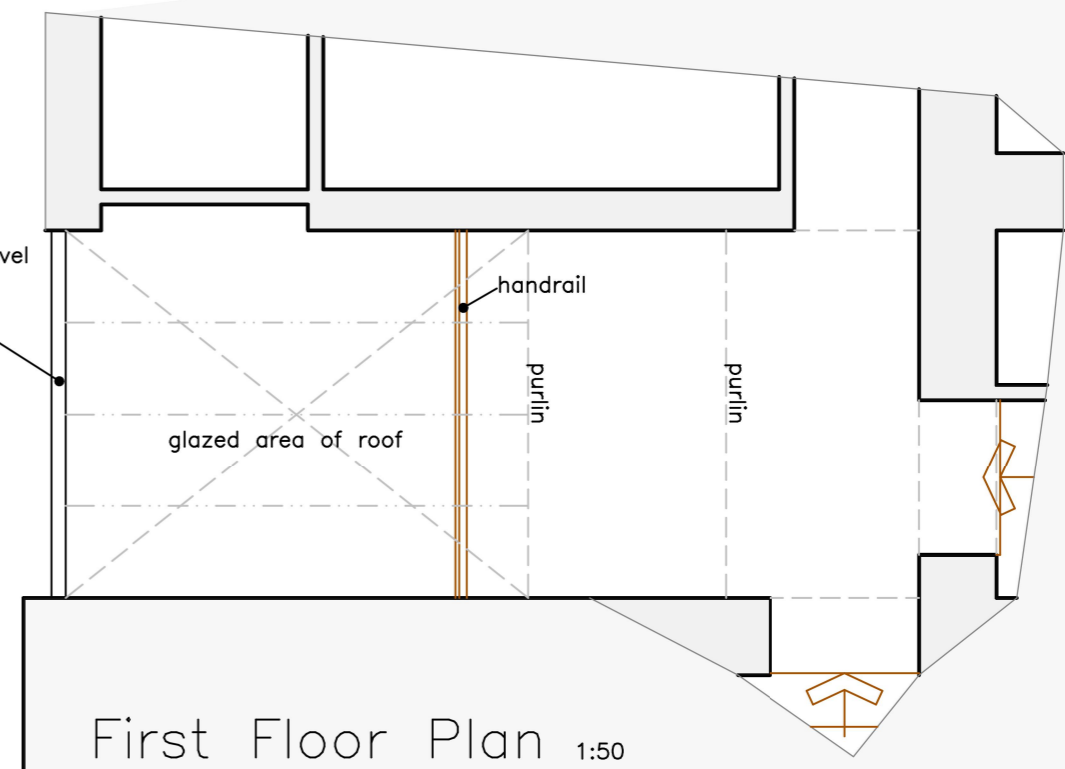 vel
handrail
purlin
purlin
glazed area of roof
First Floor Plan 1:50